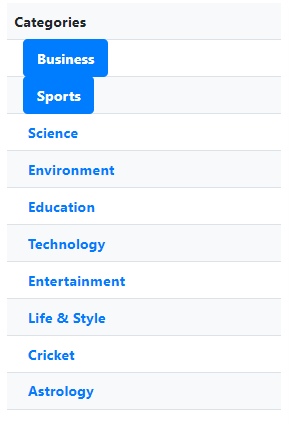 Categories
Business
Sports
Science
Environment
Education
Technology
Entertainment
Life & Style
Cricket
Astrology